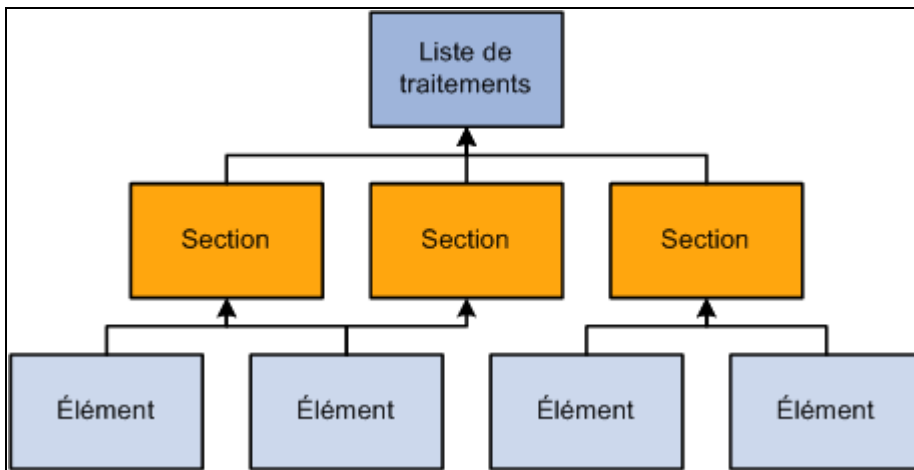 Liste de
traitements
Section
Section
Section
Élément
Élément
Élément
Élément